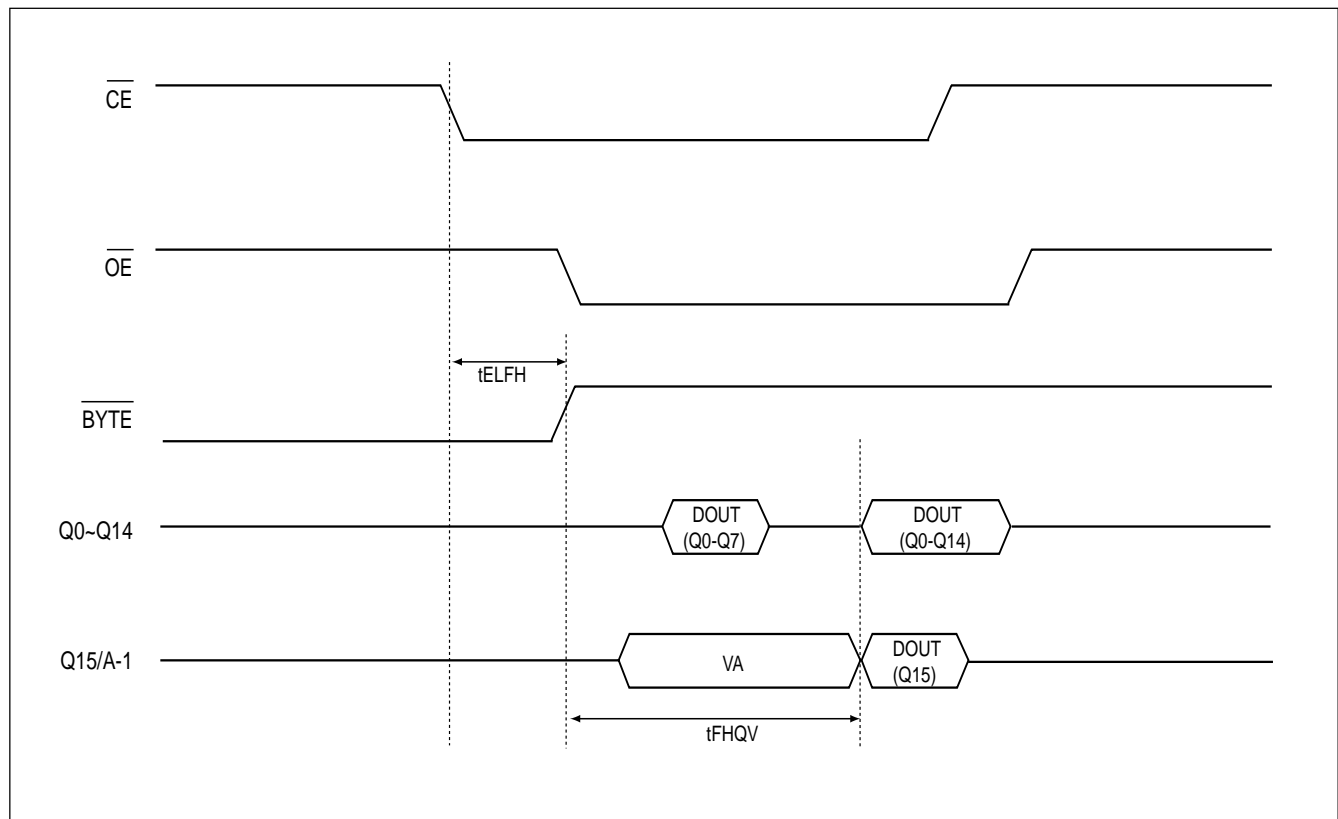 CE
OE
tELFH
BYTE
Q0~Q14
DOUT
(Q0-Q7)
DOUT
(Q0-Q14)
Q15/A-1
VA
DOUT
(Q15)
tFHQV